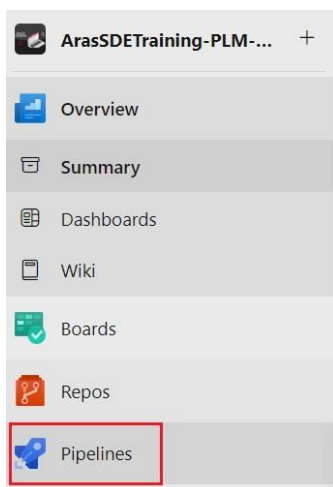 ArasSDETraining-PLM-... +
Overview
Summary
Dashboards
Wiki
Boards
Repos
Pipelines